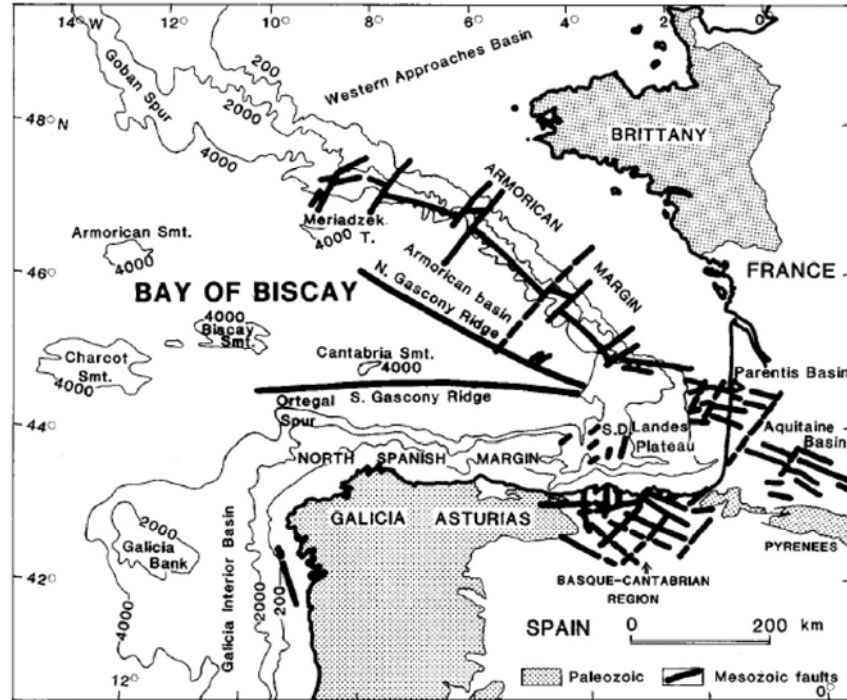 14° W
12°
10°
8°
6°
4°
2
0°
Goban Spur
200
2000
4000
Western Approaches Basin
48° N
BRITTANY
ARMORICAN
MARGIN
Meriadzek
T.
4000
Armorican Smt.
4000
46°
Armorican basin
N. Gascony Ridge
FRANCE
BAY OF BISCAY
4000
Biscay
Smt.
Charcot
Smt.
4000
Cantabria Smt.
4000
Parentis Basin
S. Gascony Ridge
Ortegal
Spur
44°
S.D.
Landes
Plateau
Aquitaine
Basin
NORTH SPANISH MARGIN
GALICIA
ASTURIAS
PYRENEES
2000
Galicia
Bank
42°
Galicia Interior Basin
2000
200
4000
BASQUE-CANTABRIAN
REGION
SPAIN
0 200 km
12°
Paleozoic
Mesozoic faults
0°